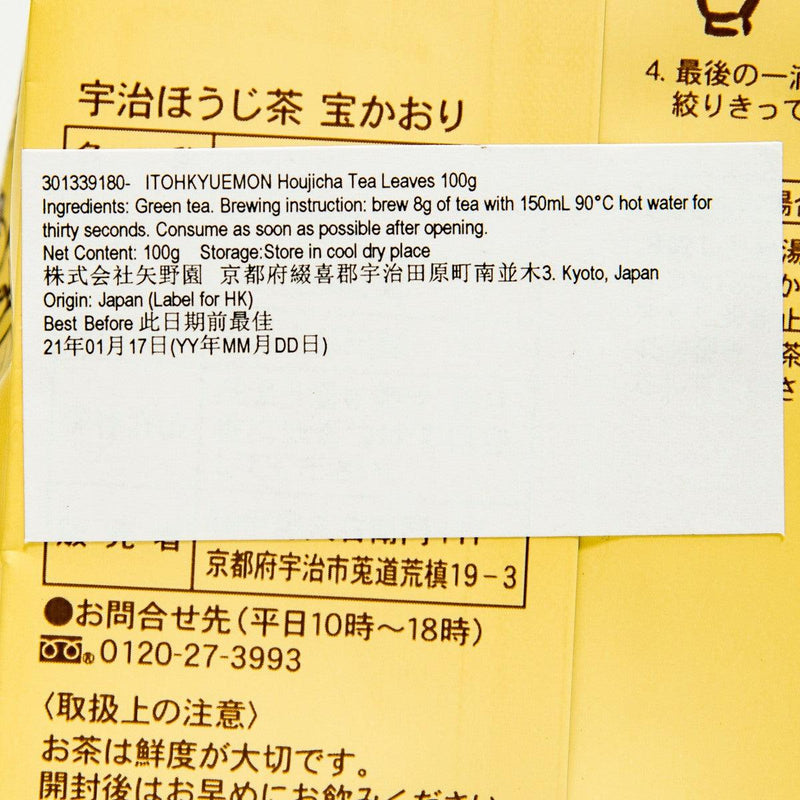 宇治ほうじ茶 宝かおり
4. 最後の一
絞りきって
301339180- ITOHKYUEMON Houjicha Tea Leaves 100g
Ingredients: Green tea. Brewing instruction: brew 8g of tea with 150mL 90°C hot water for
thirty seconds. Consume as soon as possible after opening.
Net Content: 100g Storage:Store in cool dry place
株式会社矢野園 京都府綴喜郡宇治田原町南並木3. Kyoto, Japan
Origin: Japan (Label for HK)
Best Before 此日期前最佳
21年01月17日(YY年MM月DD日)
京都府宇治市莵道荒槇19-3
●お問合せ先(平日10時~18時)
0120-27-3993
〈取扱上の注意〉
お茶は鮮度が大切です。
開封後はお早めにお飲みください